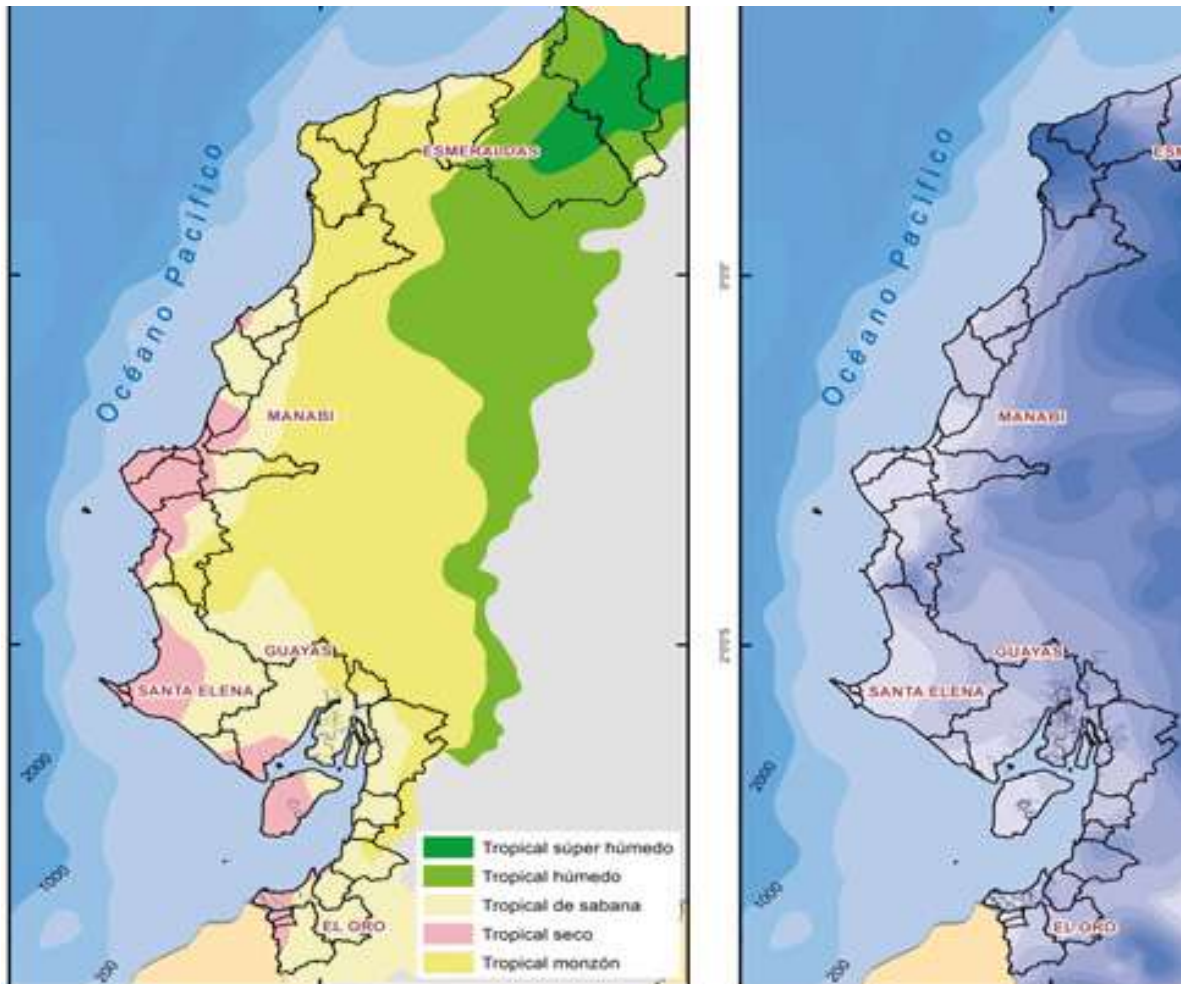 Océano Pacífico
ESMERALDAS
MANABI
GUAYAS
SANTA ELENA
EL ORO
2000
1000
200
Tropical súper húmedo
Tropical húmedo
Tropical de sabana
Tropical seco
Tropical monzón
Océano Pacífico
ESM
MANABI
GUAYAS
SANTA ELENA
EL ORO
2000
1000
200